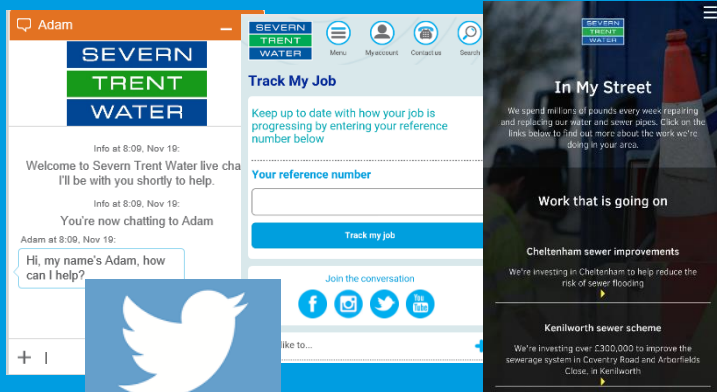 Adam
SEVERN
TRENT
WATER
Info at 8:09, Nov 19:
Welcome to Severn Trent Water live cha
I'll be with you shortly to help.
Info at 8:09, Nov 19:
You're now chatting to Adam
Adam at 8:09, Nov 19:
Hi, my name's Adam, how
can I help?
SEVERN
TRENT
WATER
Menu
My account
Contact us
Search
Track My Job
Keep up to date with how your job is
progressing by entering your reference
number below
Your reference number
Track my job
Join the conversation
You
Tube
like to...
SEVERN
TRENT
WATER
In My Street
We spend millions of pounds every week repairing
and replacing our water and sewer pipes. Click on the
links below to find out more about the work we're
doing in your area.
Work that is going on
Cheltenham sewer improvements
We're investing in Cheltenham to help reduce the
risk of sewer flooding
Kenilworth sewer scheme
We're investing over £300,000 to improve the
sewerage system in Coventry Road and Arborfields
Close, in Kenilworth